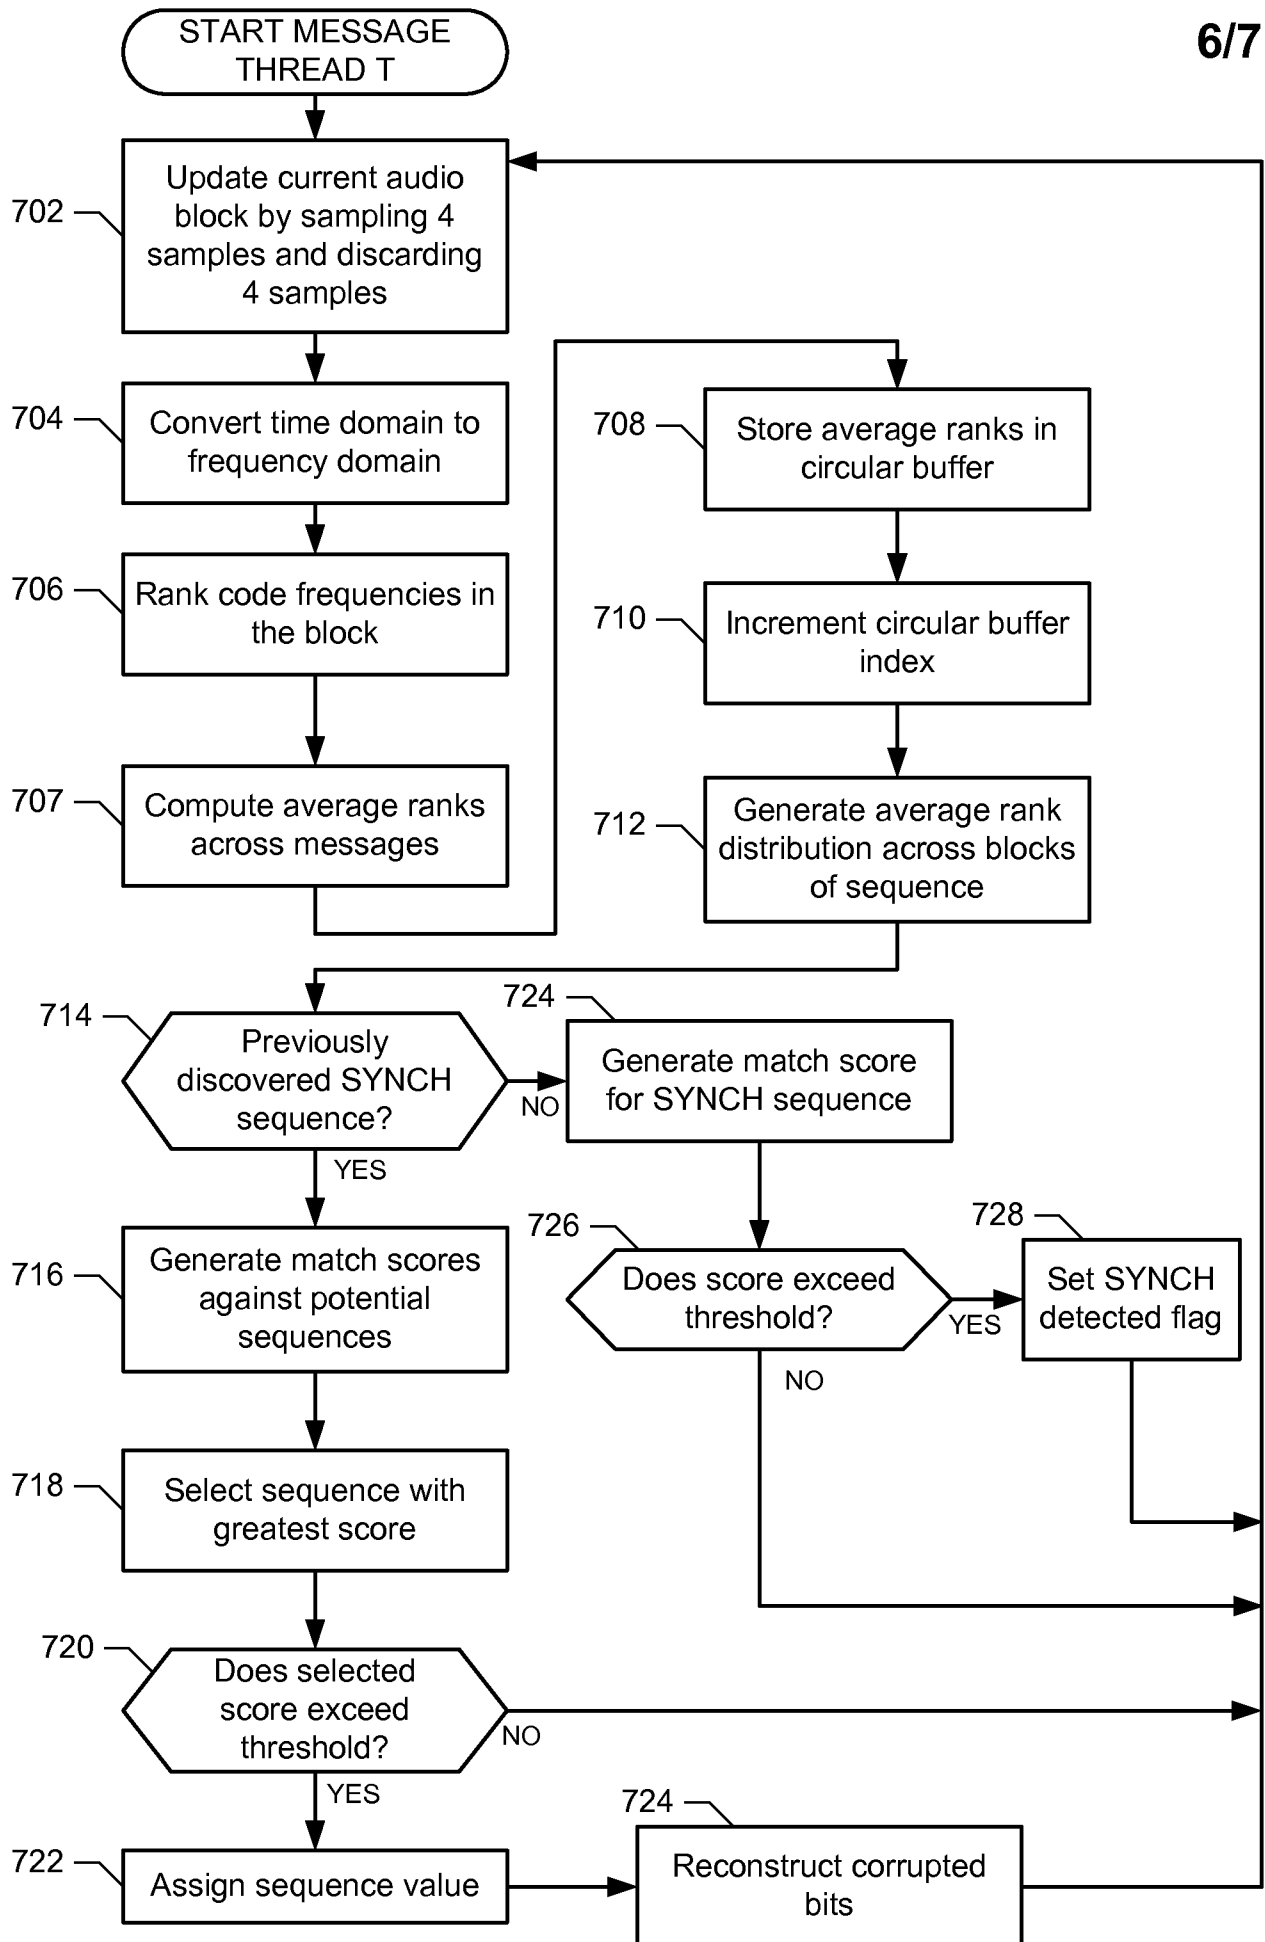 START MESSAGE
THREAD T
6/7
702
Update current audio
block by sampling 4
samples and discarding
4 samples
704
Convert time domain to
frequency domain
706
Rank code frequencies in
the block
707
Compute average ranks
across messages
708
Store average ranks in
circular buffer
710
Increment circular buffer
index
712
Generate average rank
distribution across blocks
of sequence
714
Previously
discovered SYNCH
sequence?
NO
YES
724
Generate match score
for SYNCH sequence
726
Does score exceed
threshold?
YES
NO
728
Set SYNCH
detected flag
716
Generate match scores
against potential
sequences
718
Select sequence with
greatest score
720
Does selected
score exceed
threshold?
NO
YES
722
Assign sequence value
724
Reconstruct corrupted
bits